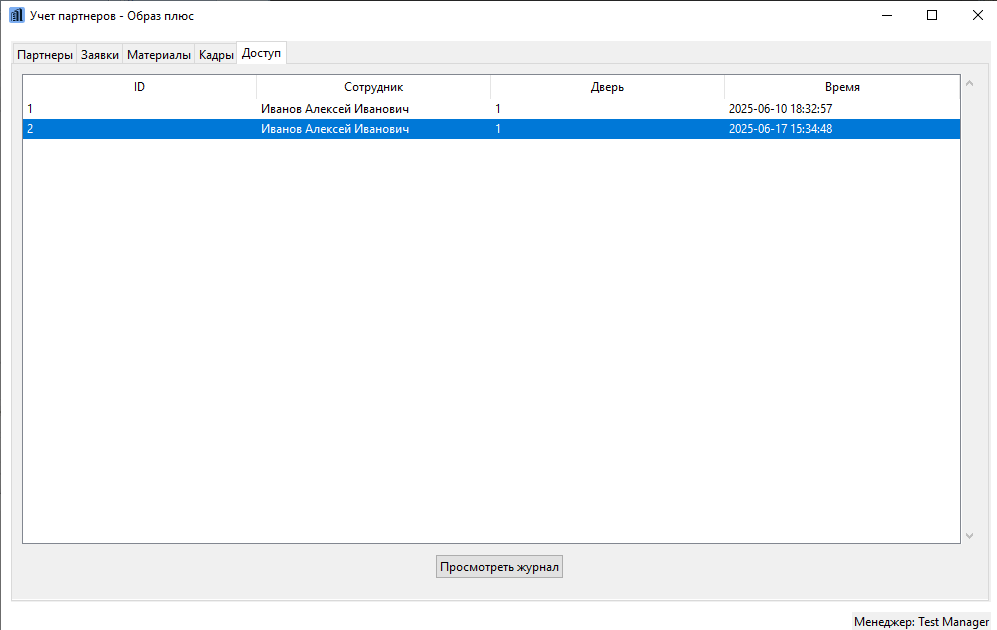 Учет партнеров - Образ плюс
Партнеры Заявки Материалы Кадры Доступ
ID Сотрудник Дверь Время
1 Иванов Алексей Иванович 1 2025-06-10 18:32:57
2 Иванов Алексей Иванович 1 2025-06-17 15:34:48
Просмотреть журнал
Менеджер: Test Manager